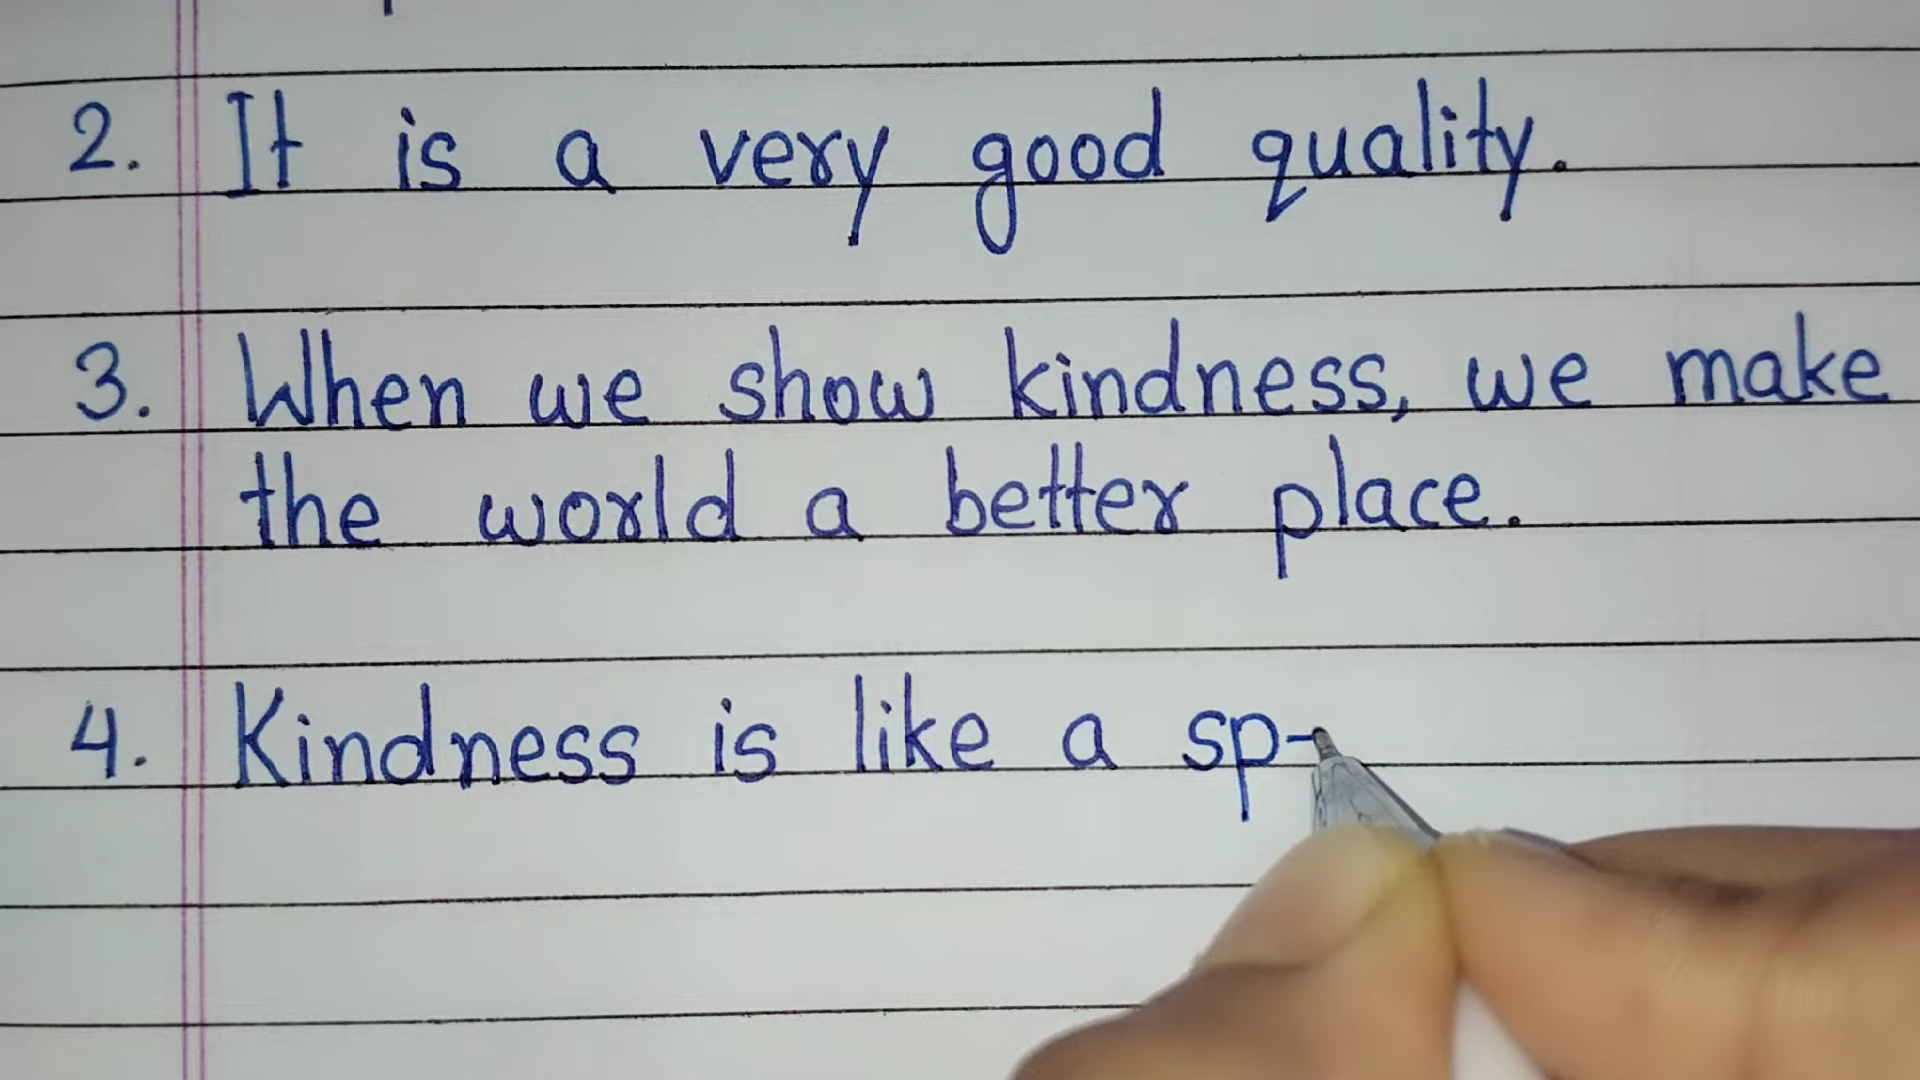 2. It is a very good quality.
3. When we show kindness, we make
the world a better place.
4. Kindness is like a sp